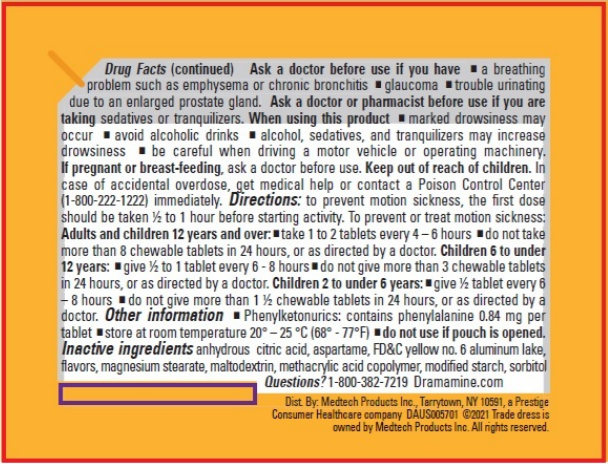 Drug Facts (continued) Ask a doctor before use if you have ■ a breathing
problem such as emphysema or chronic bronchitis ■ glaucoma ■ trouble urinating
due to an enlarged prostate gland. Ask a doctor or pharmacist before use if you are
taking sedatives or tranquilizers. When using this product ■ marked drowsiness may
occur ■ avoid alcoholic drinks ■ alcohol, sedatives, and tranquilizers may increase
drowsiness ■ be careful when driving a motor vehicle or operating machinery.
If pregnant or breast-feeding, ask a doctor before use. Keep out of reach of children. In
case of accidental overdose, get medical help or contact a Poison Control Center
(1-800-222-1222) immediately. Directions: to prevent motion sickness, the first dose
should be taken ½ to 1 hour before starting activity. To prevent or treat motion sickness:
Adults and children 12 years and over: ■ take 1 to 2 tablets every 4 – 6 hours ■ do not take
more than 8 chewable tablets in 24 hours, or as directed by a doctor. Children 6 to under
12 years: ■ give ½ to 1 tablet every 6 - 8 hours ■ do not give more than 3 chewable tablets
in 24 hours, or as directed by a doctor. Children 2 to under 6 years: ■ give ½ tablet every 6
– 8 hours ■ do not give more than 1 ½ chewable tablets in 24 hours, or as directed by a
doctor. Other information ■ Phenylketonurics: contains phenylalanine 0.84 mg per
tablet ■ store at room temperature 20° – 25 °C (68° - 77°F) ■ do not use if pouch is opened.
Inactive ingredients anhydrous citric acid, aspartame, FD&C yellow no. 6 aluminum lake,
flavors, magnesium stearate, maltodextrin, methacrylic acid copolymer, modified starch, sorbitol
Questions? 1-800-382-7219 Dramamine.com
Dist. By: Medtech Products Inc., Tarrytown, NY 10591, a Prestige
Consumer Healthcare company DAUS005701 ©2021 Trade dress is
owned by Medtech Products Inc. All rights reserved.